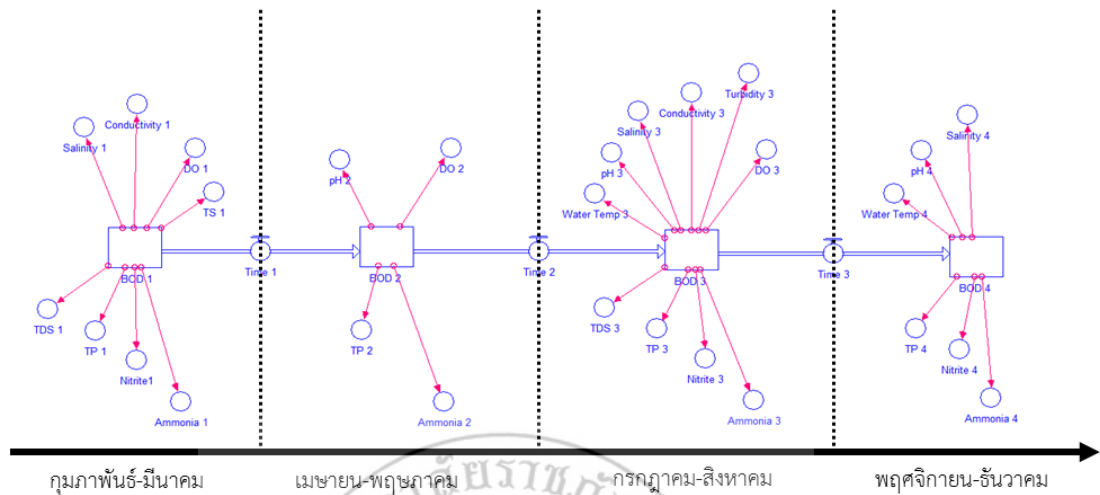 Conductivity 1
Salinity 1
DO 1
TS 1
BOD 1
TDS 1
TP 1
Nitrite1
Ammonia 1
Time 1
pH 2
DO 2
BOD 2
TP 2
Ammonia 2
Time 2
Turbidity 3
Conductivity 3
Salinity 3
pH 3
DO 3
Water Temp 3
BOD 3
TDS 3
TP 3
Nitrite 3
Ammonia 3
Time 3
Salinity 4
pH 4
Water Temp 4
BOD 4
TP 4
Nitrite 4
Ammonia 4
กุมภาพันธ์-มีนาคม
เมษายน-พฤษภาคม
กรกฎาคม-สิงหาคม
พฤศจิกายน-ธันวาคม